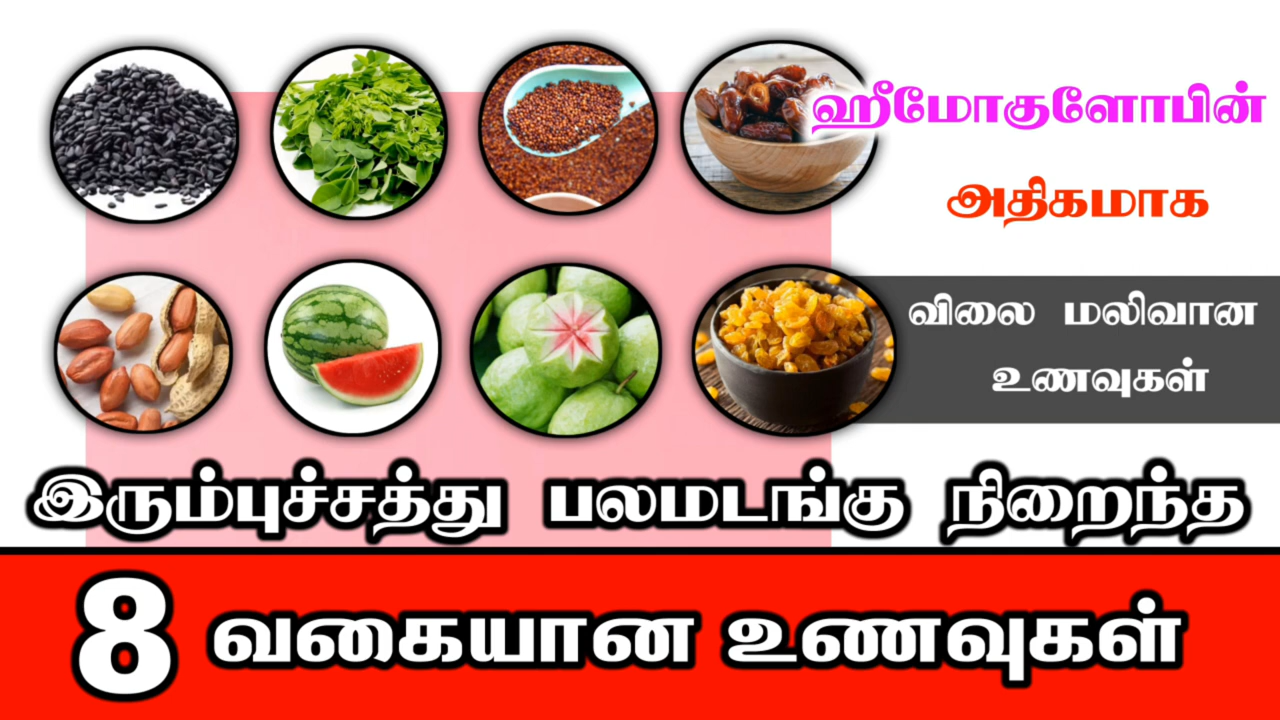 ஹீமோகுளோபின்
அதிகமாக
விலை மலிவான
உணவுகள்
இரும்புச்சத்து பலமடங்கு நிறைந்த
8 வகையான உணவுகள்